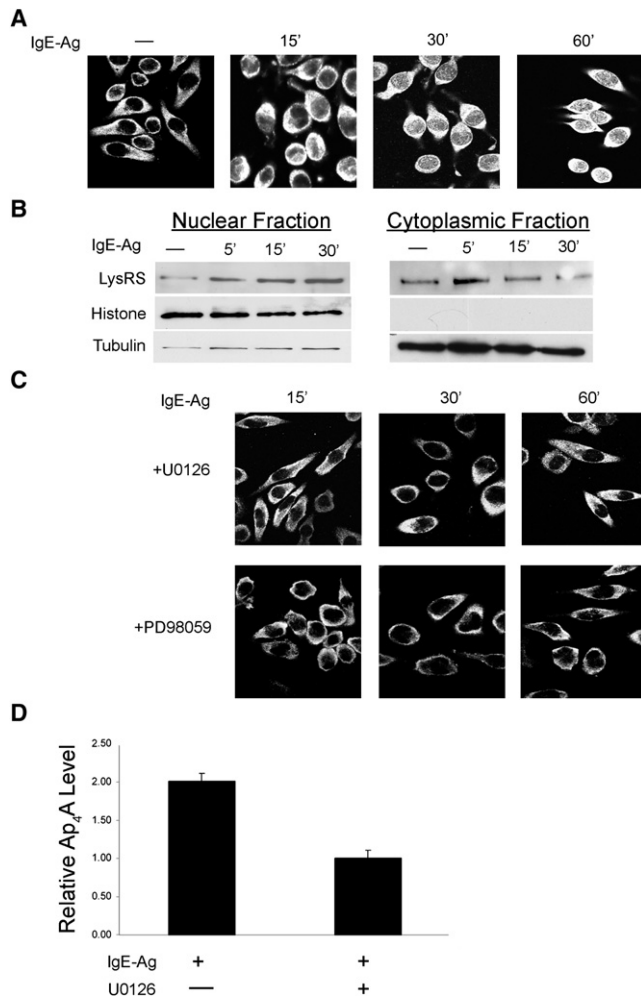 A
IgE-Ag — 15' 30' 60'
B
Nuclear Fraction Cytoplasmic Fraction
IgE-Ag — 5' 15' 30' — 5' 15' 30'
LysRS
Histone
Tubulin
C
IgE-Ag 15' 30' 60'
+U0126
+PD98059
D
Relative Ap₄A Level
2.50
2.00
1.50
1.00
0.50
0.00
IgE-Ag + +
U0126 — +